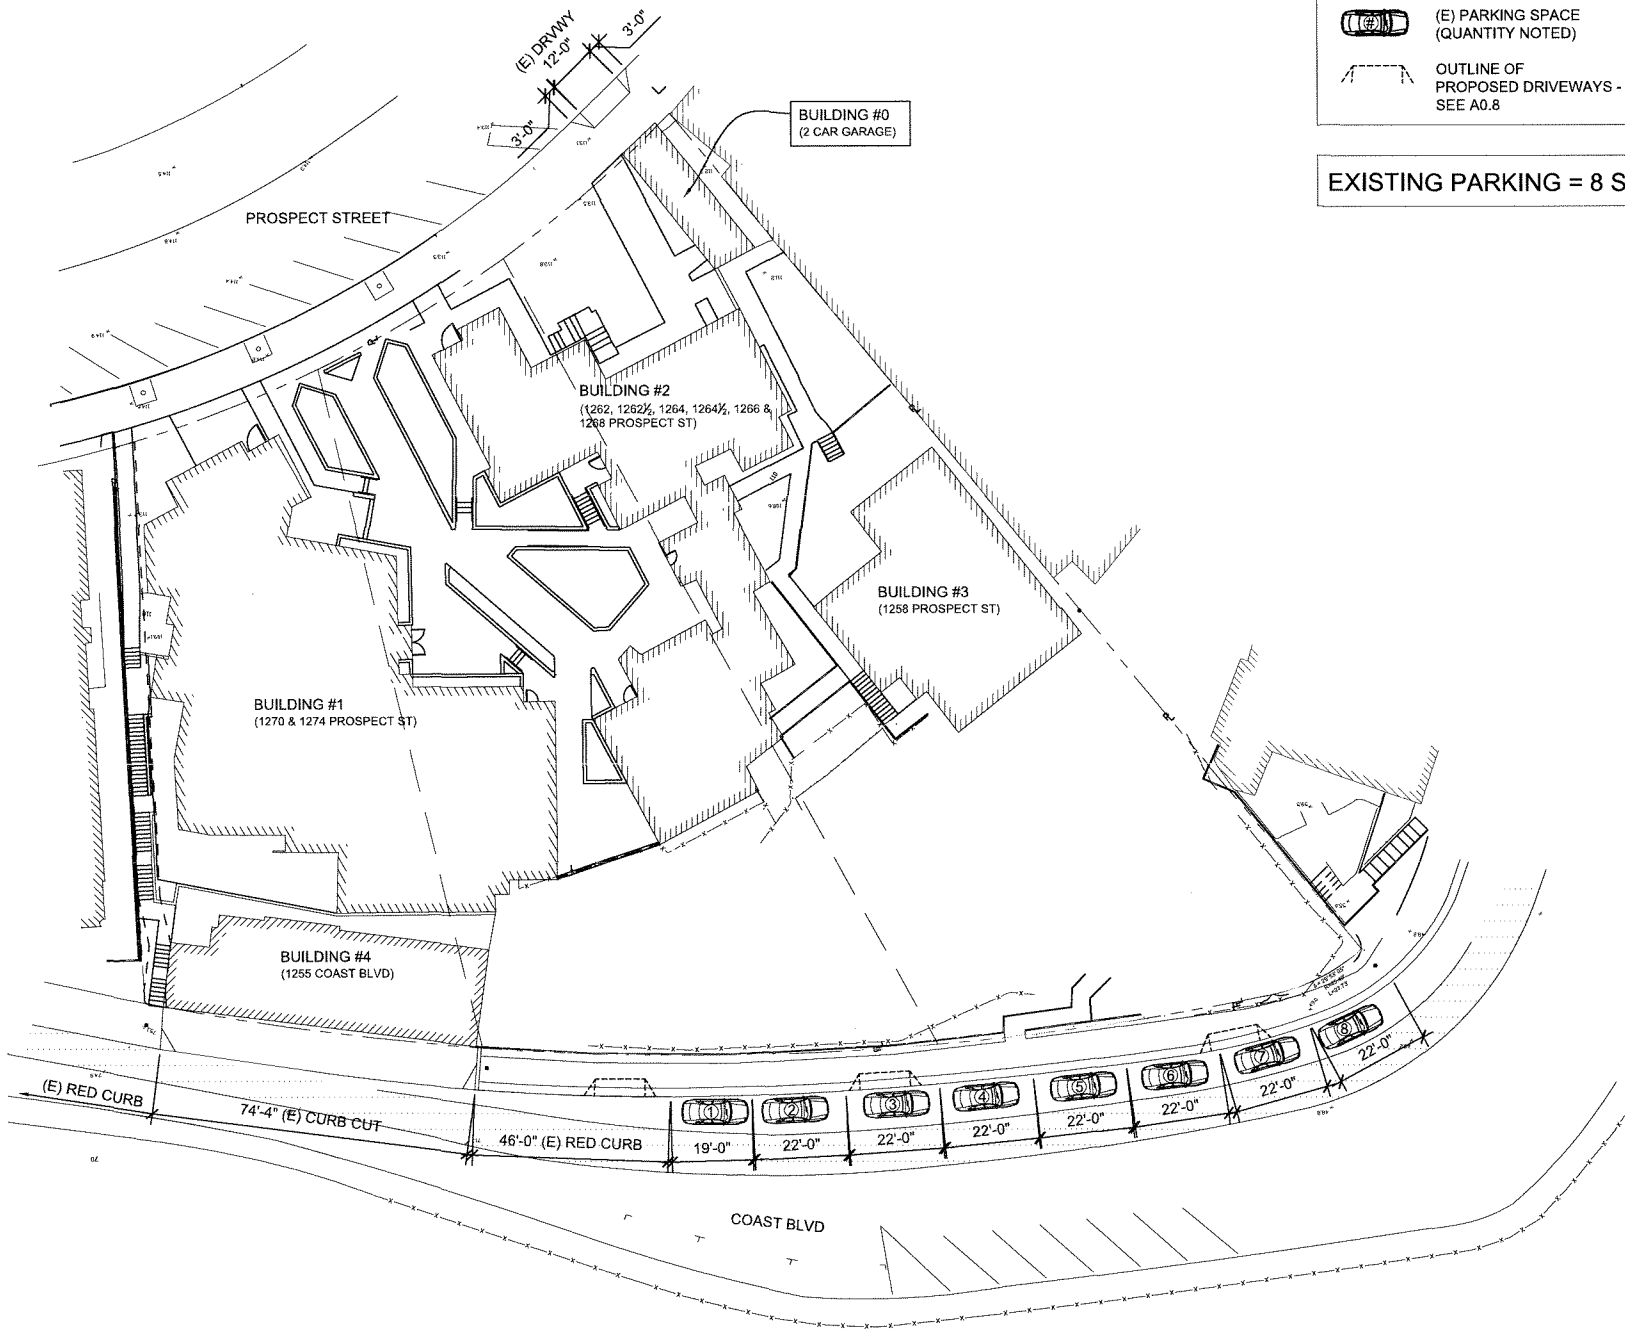 (E) PARKING SPACE
(QUANTITY NOTED)
#
OUTLINE OF
PROPOSED DRIVEWAYS -
SEE A0.8
EXISTING PARKING = 8 S
(E) DRVWY
12'-0"
3'-0"
3'-0"
BUILDING #0
(2 CAR GARAGE)
PROSPECT STREET
BUILDING #2
(1262, 1262½, 1264, 1264½, 1266 &
1268 PROSPECT ST)
BUILDING #3
(1258 PROSPECT ST)
BUILDING #1
(1270 & 1274 PROSPECT ST)
BUILDING #4
(1255 COAST BLVD)
(E) RED CURB
74'-4" (E) CURB CUT
46'-0" (E) RED CURB
1
2
3
4
5
6
7
8
19'-0"
22'-0"
22'-0"
22'-0"
22'-0"
22'-0"
22'-0"
22'-0"
COAST BLVD
70
110